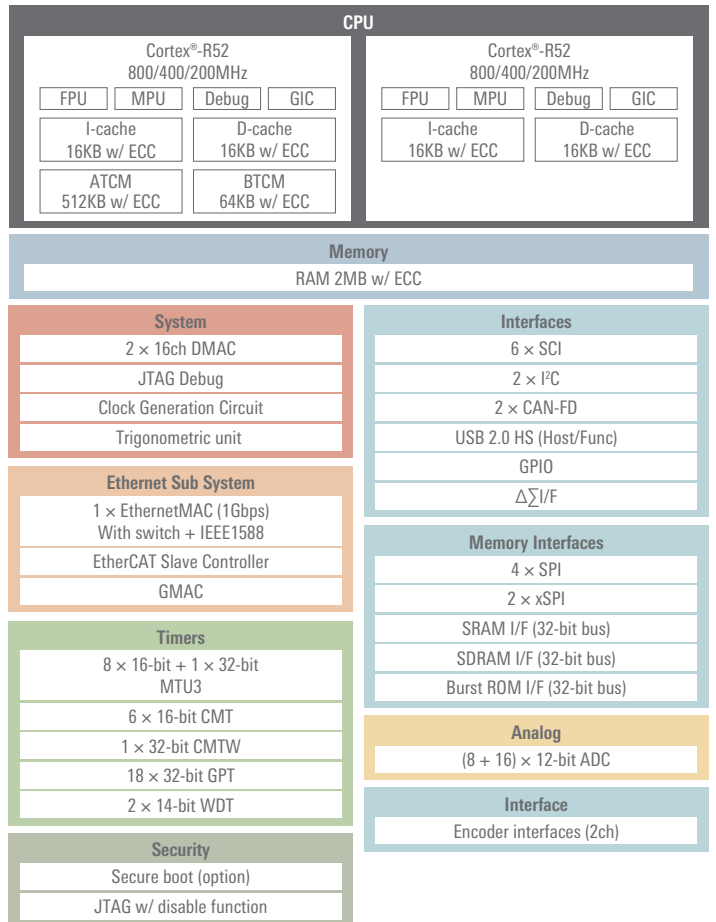 CPU
Cortex®-R52
800/400/200MHz
FPU MPU Debug GIC
I-cache
16KB w/ ECC
D-cache
16KB w/ ECC
ATCM
512KB w/ ECC
BTCM
64KB w/ ECC
Cortex®-R52
800/400/200MHz
FPU MPU Debug GIC
I-cache
16KB w/ ECC
D-cache
16KB w/ ECC
Memory
RAM 2MB w/ ECC
System
2 × 16ch DMAC
JTAG Debug
Clock Generation Circuit
Trigonometric unit
Ethernet Sub System
1 × EthernetMAC (1Gbps)
With switch + IEEE1588
EtherCAT Slave Controller
GMAC
Timers
8 × 16-bit + 1 × 32-bit
MTU3
6 × 16-bit CMT
1 × 32-bit CMTW
18 × 32-bit GPT
2 × 14-bit WDT
Security
Secure boot (option)
JTAG w/ disable function
Interfaces
6 × SCI
2 × I²C
2 × CAN-FD
USB 2.0 HS (Host/Func)
GPIO
Δ∑I/F
Memory Interfaces
4 × SPI
2 × xSPI
SRAM I/F (32-bit bus)
SDRAM I/F (32-bit bus)
Burst ROM I/F (32-bit bus)
Analog
(8 + 16) × 12-bit ADC
Interface
Encoder interfaces (2ch)